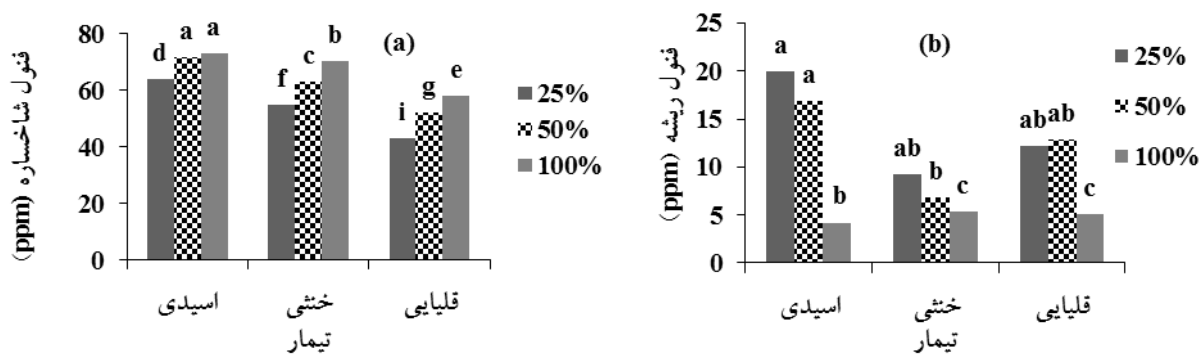 فنول شاخساره (ppm)
80
60
40
20
0
d a a f c b i g e
(a)
25%
50%
100%
اسیدی خنثی قلیایی
تیمار
فنول ریشه (ppm)
25
20
15
10
5
0
a a b ab b c ab ab c
(b)
25%
50%
100%
اسیدی خنثی قلیایی
تیمار